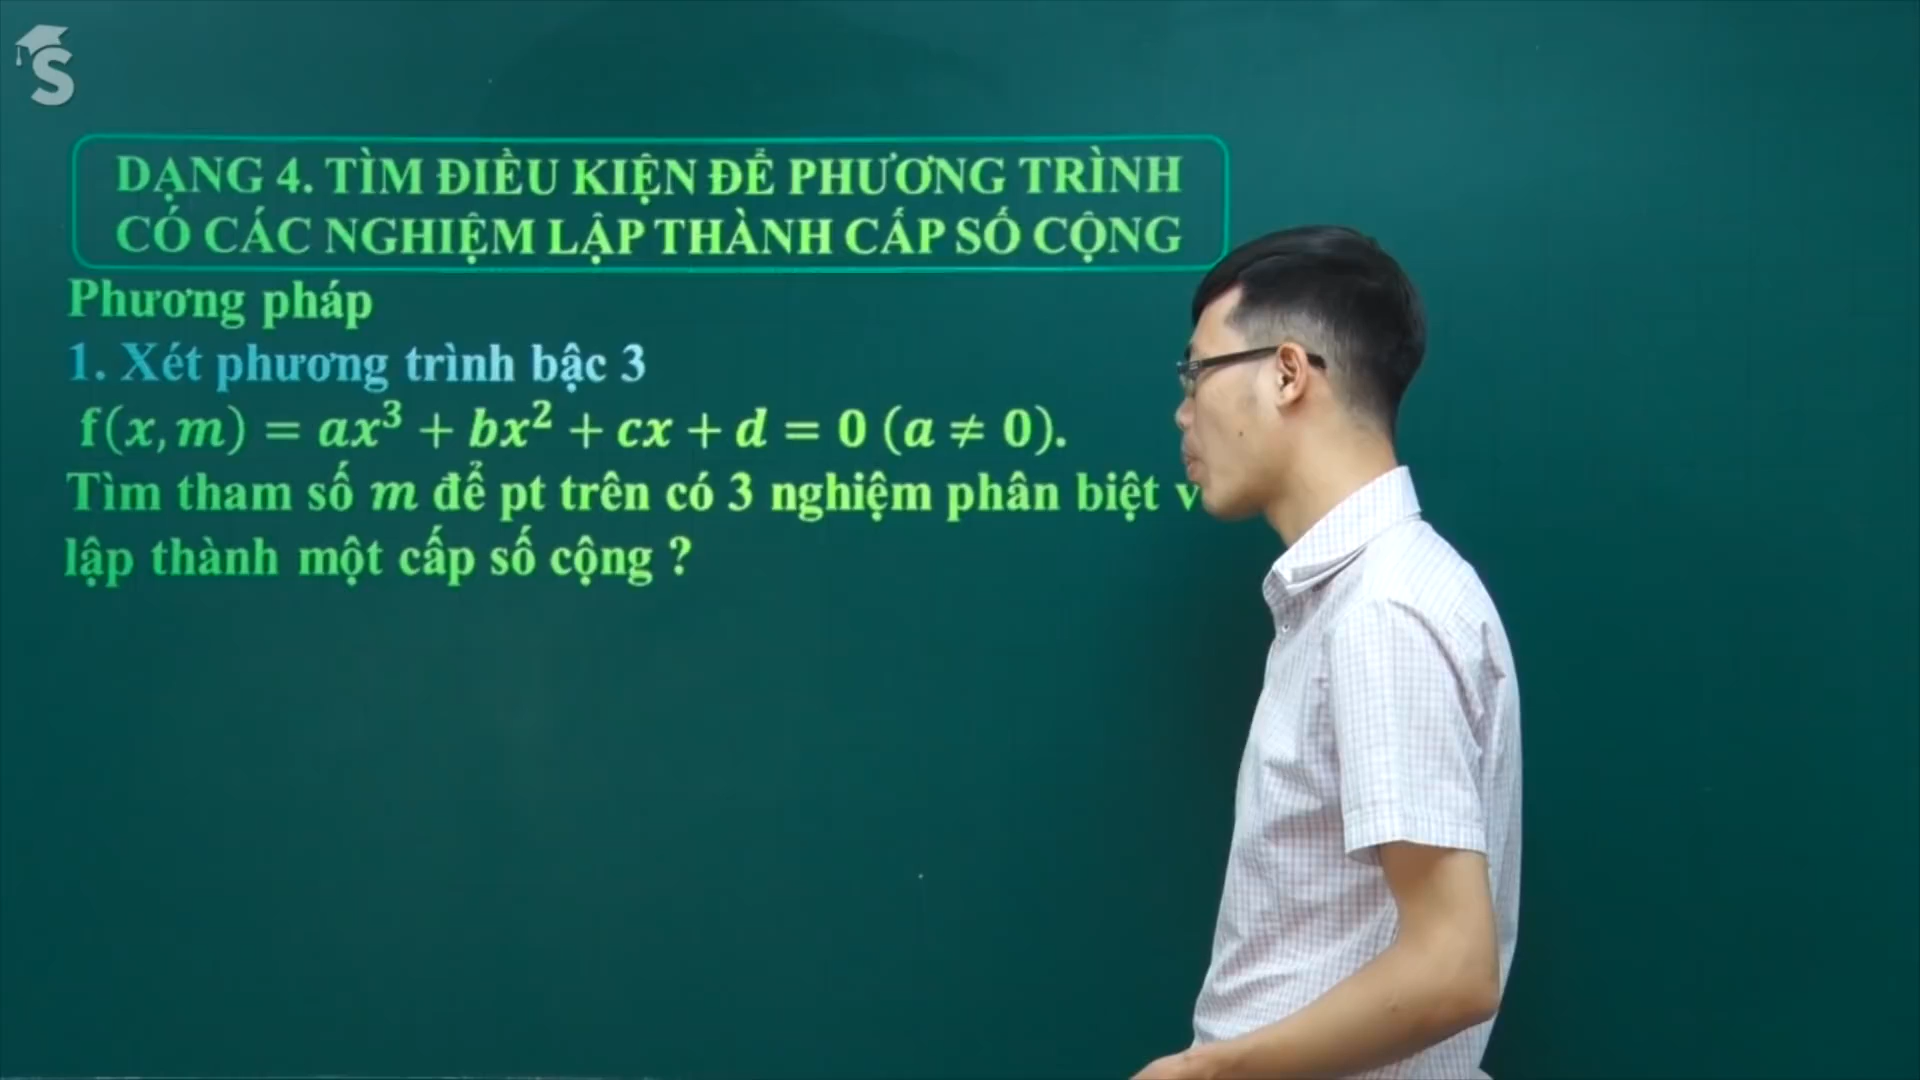 S
DẠNG 4. TÌM ĐIỀU KIỆN ĐỂ PHƯƠNG TRÌNH
CÓ CÁC NGHIỆM LẬP THÀNH CẤP SỐ CỘNG
Phương pháp
1. Xét phương trình bậc 3
f(x, m) = ax³ + bx² + cx + d = 0 (a ≠ 0).
Tìm tham số m để pt trên có 3 nghiệm phân biệt
lập thành một cấp số cộng ?